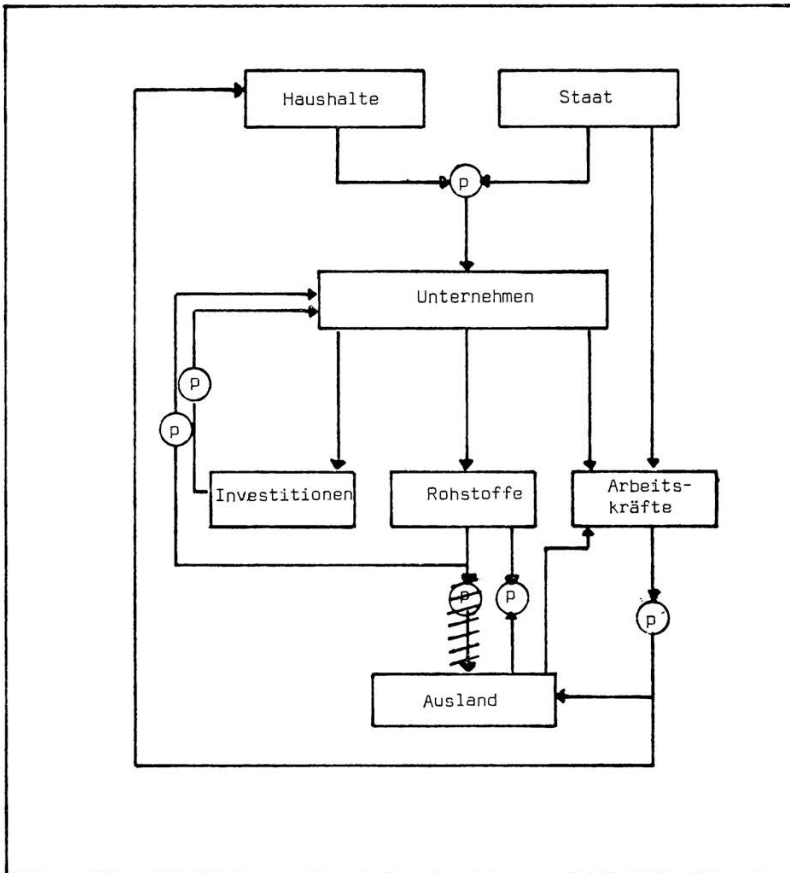 Haushalte
Staat
p
Unternehmen
p
p
Investitionen
Rohstoffe
Arbeits-
kräfte
p
p
p
Ausland